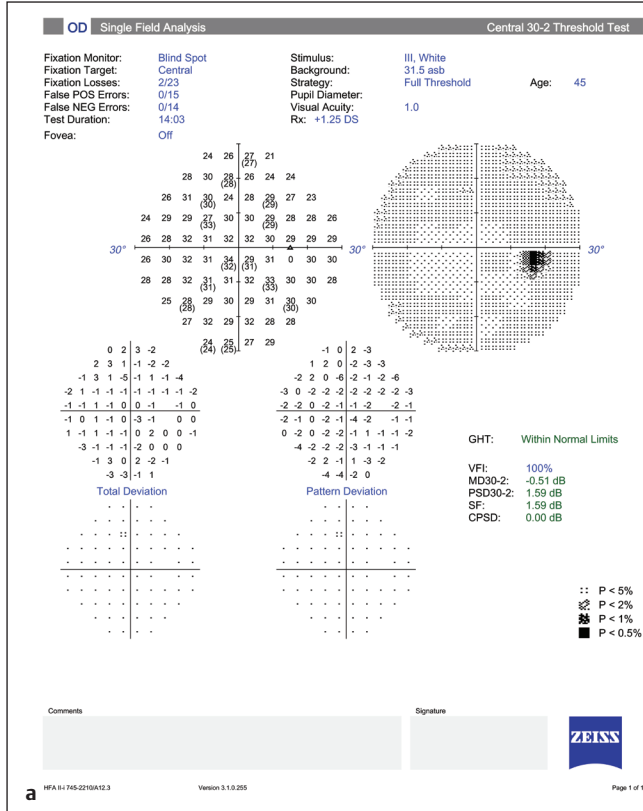 OD Single Field Analysis Central 30-2 Threshold Test
Fixation Monitor: Blind Spot Stimulus: III, White
Fixation Target: Central Background: 31.5 asb
Fixation Losses: 2/23 Strategy: Full Threshold Age: 45
False POS Errors: 0/15 Pupil Diameter:
False NEG Errors: 0/14 Visual Acuity: 1.0
Test Duration: 14:03 Rx: +1.25 DS
Fovea: Off
24 26 27 21
(27)
28 30 28 26 24 24
(28)
26 31 30 24 28 29 27 23
(30) (29)
24 29 29 27 30 30 29 28 28 26
(33) (29)
26 28 32 31 32 32 30 29 29 29
30° 30° 30°
26 30 32 31 34 29 31 0 30 30
(32) (31)
28 28 32 31 31 32 33 30 30 28
(31) (33)
25 28 29 30 29 31 30 30
(28) (30)
27 32 29 32 28 28
24 25 27 29
(24) (25)
0 2 3 -2 -1 0 2 -3
2 3 1 -1 -2 -2 1 2 0 -2 -3 -3
-1 3 1 -5 -1 1 -1 -4 -2 2 0 -6 -2 -1 -2 -6
-2 1 -1 -1 -1 -1 -1 -1 -1 -2 -3 0 -2 -2 -2 -2 -2 -2 -2 -3
-1 -1 1 -1 0 0 -1 -1 0 -2 -2 0 -2 -1 -1 -2 -2 -1
-1 0 1 -1 0 -3 -1 0 0 -2 -1 0 -2 -1 -4 -2 -1 -1
1 -1 1 -1 -1 0 2 0 0 -1 0 -2 0 -2 -2 -1 1 -1 -1 -2
-3 -1 -1 -1 -2 0 0 0 -4 -2 -2 -2 -3 -1 -1 -1
-1 3 0 2 -2 -1 -2 2 -1 1 -3 -2
-3 -3 -1 1 -4 -4 -2 0
GHT: Within Normal Limits
VFI: 100%
MD30-2: -0.51 dB
PSD30-2: 1.59 dB
SF: 1.59 dB
CPSD: 0.00 dB
Total Deviation Pattern Deviation
P < 5%
P < 2%
P < 1%
P < 0.5%
Comments Signature
ZEISS
a HFA II-i 745-2210/A12.3 Version 3.1.0.255 Page 1 of 1